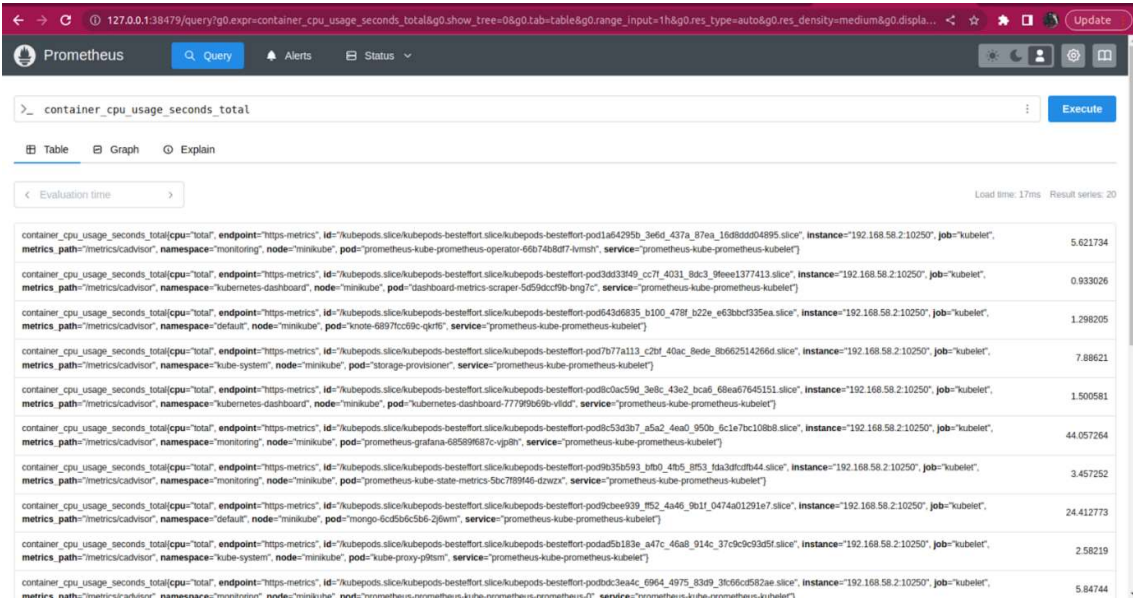 127.0.0.1:38479/query?g0.expr=container_cpu_usage_seconds_total&g0.show_tree=0&g0.tab=table&g0.range_input=1h&g0.res_type=auto&g0.res_density=medium&g0.displa...
Update
Prometheus
Query
Alerts
Status
>_ container_cpu_usage_seconds_total
Execute
Table
Graph
Explain
Evaluation time
Load time: 17ms Result series: 20
container_cpu_usage_seconds_total{cpu="total", endpoint="https-metrics", id="/kubepods.slice/kubepods-besteffort.slice/kubepods-besteffort-pod1a64295b_3e6d_437a_87ea_16d8ddd04895.slice", instance="192.168.58.2:10250", job="kubelet",
metrics_path="/metrics/cadvisor", namespace="monitoring", node="minikube", pod="prometheus-kube-prometheus-operator-66b74b8df7-lvmsh", service="prometheus-kube-prometheus-kubelet"}
5.621734
container_cpu_usage_seconds_total{cpu="total", endpoint="https-metrics", id="/kubepods.slice/kubepods-besteffort.slice/kubepods-besteffort-pod3dd33f49_cc7f_4031_8dc3_9feee1377413.slice", instance="192.168.58.2:10250", job="kubelet",
metrics_path="/metrics/cadvisor", namespace="kubernetes-dashboard", node="minikube", pod="dashboard-metrics-scraper-5d59dccf9b-bng7c", service="prometheus-kube-prometheus-kubelet"}
0.933026
container_cpu_usage_seconds_total{cpu="total", endpoint="https-metrics", id="/kubepods.slice/kubepods-besteffort.slice/kubepods-besteffort-pod643d6835_b100_478f_b22e_e63bbcf335ea.slice", instance="192.168.58.2:10250", job="kubelet",
metrics_path="/metrics/cadvisor", namespace="default", node="minikube", pod="knote-6897fcc69c-qkrf6", service="prometheus-kube-prometheus-kubelet"}
1.298205
container_cpu_usage_seconds_total{cpu="total", endpoint="https-metrics", id="/kubepods.slice/kubepods-besteffort.slice/kubepods-besteffort-pod7b77a113_c2bf_40ac_8ede_8b662514266d.slice", instance="192.168.58.2:10250", job="kubelet",
metrics_path="/metrics/cadvisor", namespace="kube-system", node="minikube", pod="storage-provisioner", service="prometheus-kube-prometheus-kubelet"}
7.88621
container_cpu_usage_seconds_total{cpu="total", endpoint="https-metrics", id="/kubepods.slice/kubepods-besteffort.slice/kubepods-besteffort-pod8c0ac59d_3e8c_43e2_bca6_68ea67645151.slice", instance="192.168.58.2:10250", job="kubelet",
metrics_path="/metrics/cadvisor", namespace="kubernetes-dashboard", node="minikube", pod="kubernetes-dashboard-7779f9b69b-vlldd", service="prometheus-kube-prometheus-kubelet"}
1.500581
container_cpu_usage_seconds_total{cpu="total", endpoint="https-metrics", id="/kubepods.slice/kubepods-besteffort.slice/kubepods-besteffort-pod8c53d3b7_a5a2_4ea0_950b_6c1e7bc108b8.slice", instance="192.168.58.2:10250", job="kubelet",
metrics_path="/metrics/cadvisor", namespace="monitoring", node="minikube", pod="prometheus-grafana-68589f687c-vjp8h", service="prometheus-kube-prometheus-kubelet"}
44.057264
container_cpu_usage_seconds_total{cpu="total", endpoint="https-metrics", id="/kubepods.slice/kubepods-besteffort.slice/kubepods-besteffort-pod9b35b593_bfb0_4fb5_8f53_fda3dfcdfb44.slice", instance="192.168.58.2:10250", job="kubelet",
metrics_path="/metrics/cadvisor", namespace="monitoring", node="minikube", pod="prometheus-kube-state-metrics-5bc7f89f46-dzwzx", service="prometheus-kube-prometheus-kubelet"}
3.457252
container_cpu_usage_seconds_total{cpu="total", endpoint="https-metrics", id="/kubepods.slice/kubepods-besteffort.slice/kubepods-besteffort-pod9cbee939_ff52_4a46_9b1f_0474a01291e7.slice", instance="192.168.58.2:10250", job="kubelet",
metrics_path="/metrics/cadvisor", namespace="default", node="minikube", pod="mongo-6cd5b6c5b6-2j6wm", service="prometheus-kube-prometheus-kubelet"}
24.412773
container_cpu_usage_seconds_total{cpu="total", endpoint="https-metrics", id="/kubepods.slice/kubepods-besteffort.slice/kubepods-besteffort-podad5b183e_a47c_46a8_914c_37c9c9c93d5f.slice", instance="192.168.58.2:10250", job="kubelet",
metrics_path="/metrics/cadvisor", namespace="kube-system", node="minikube", pod="kube-proxy-p9tsm", service="prometheus-kube-prometheus-kubelet"}
2.58219
container_cpu_usage_seconds_total{cpu="total", endpoint="https-metrics", id="/kubepods.slice/kubepods-besteffort.slice/kubepods-besteffort-podbdc3ea4c_6964_4975_83d9_3fc66cd582ae.slice", instance="192.168.58.2:10250", job="kubelet",
metrics_path="/metrics/cadvisor", namespace="monitoring", node="minikube", pod="prometheus-prometheus-kube-prometheus-prometheus-0", service="prometheus-kube-prometheus-kubelet"}
5.84744